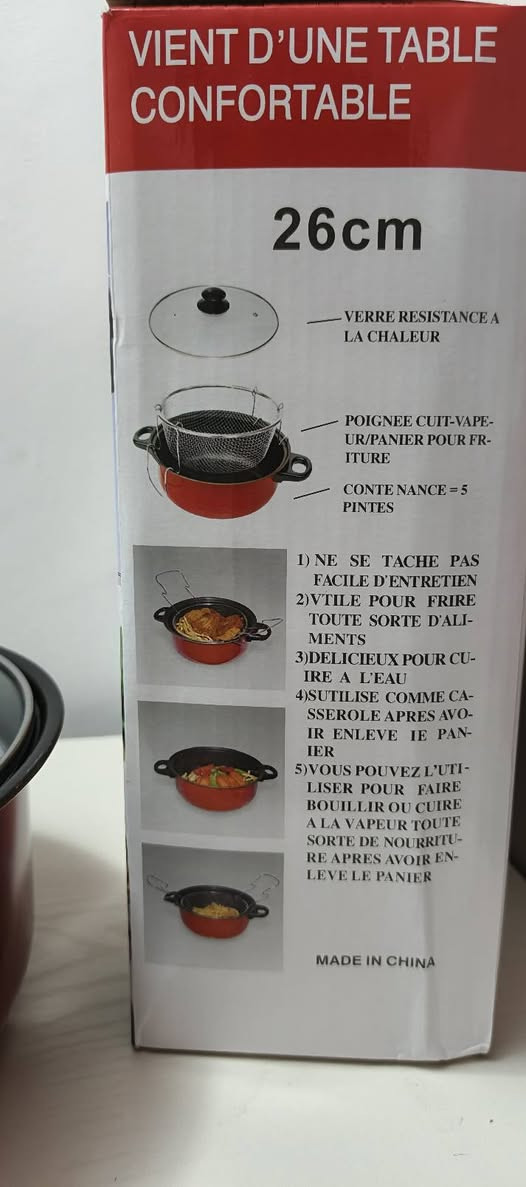 VIENT D'UNE TABLE
CONFORTABLE
26cm
VERRE RESISTANCE A
LA CHALEUR
POIGNEE CUIT-VAPE-
UR/PANIER POUR FR-
ITURE
CONTE NANCE = 5
PINTES
1) NE SE TACHE PAS
FACILE D'ENTRETIEN
2)VTILE POUR FRIRE
TOUTE SORTE D'ALI-
MENTS
3)DELICIEUX POUR CU-
IRE A L'EAU
4)SUTILISE COMME CA-
SSEROLE APRES AVO-
IR ENLEVE IE PAN-
IER
5)VOUS POUVEZ L'UTI-
LISER POUR FAIRE
BOUILLIR OU CUIRE
A LA VAPEUR TOUTE
SORTE DE NOURRITU-
RE APRES AVOIR EN-
LEVE LE PANIER
MADE IN CHINA